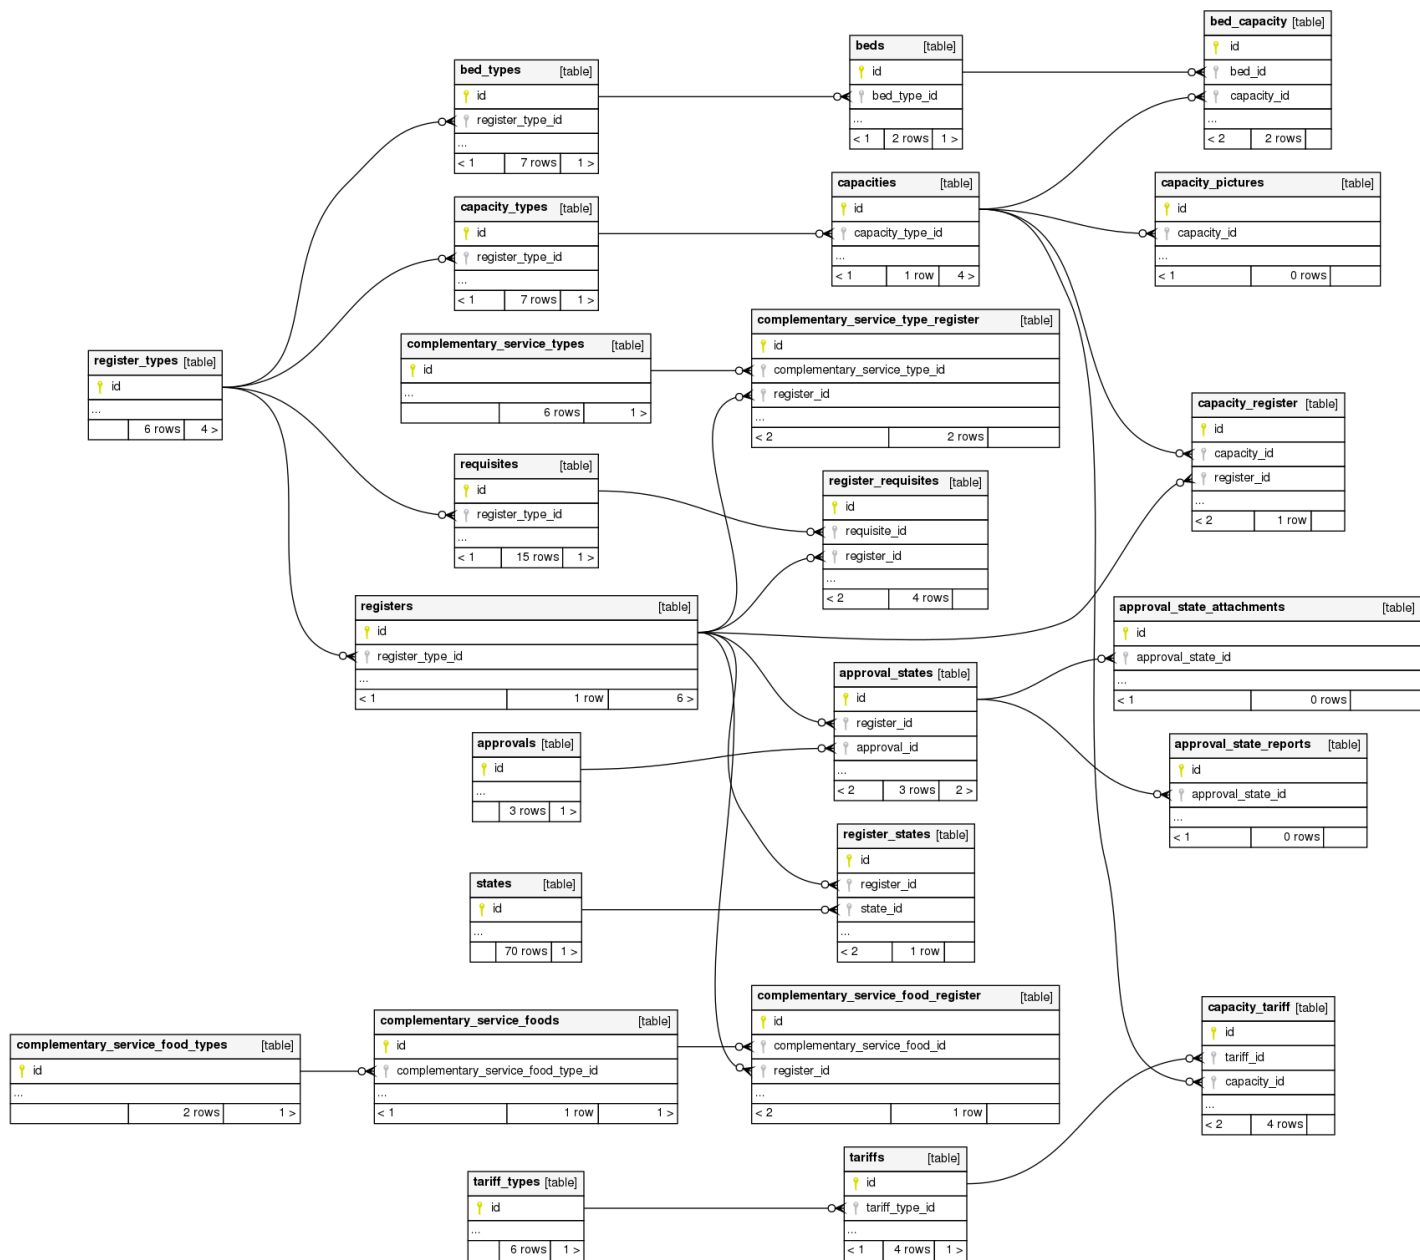 bed_types [table]
id
register_type_id
...
< 1 7 rows 1 >
beds [table]
id
bed_type_id
...
< 1 2 rows 1 >
bed_capacity [table]
id
bed_id
capacity_id
...
< 2 2 rows
capacity_types [table]
id
register_type_id
...
< 1 7 rows 1 >
capacities [table]
id
capacity_type_id
...
< 1 1 row 4 >
capacity_pictures [table]
id
capacity_id
...
< 1 0 rows
register_types [table]
id
...
6 rows 4 >
complementary_service_types [table]
id
...
6 rows 1 >
complementary_service_type_register [table]
id
complementary_service_type_id
register_id
...
< 2 2 rows
capacity_register [table]
id
capacity_id
register_id
...
< 2 1 row
requisites [table]
id
register_type_id
...
< 1 15 rows 1 >
register_requisites [table]
id
requisite_id
register_id
...
< 2 4 rows
registers [table]
id
register_type_id
...
< 1 1 row 6 >
approval_state_attachments [table]
id
approval_state_id
...
< 1 0 rows
approvals [table]
id
...
3 rows 1 >
approval_states [table]
id
register_id
approval_id
...
< 2 3 rows 2 >
approval_state_reports [table]
id
approval_state_id
...
< 1 0 rows
states [table]
id
...
70 rows 1 >
register_states [table]
id
register_id
state_id
...
< 2 1 row
complementary_service_food_types [table]
id
...
2 rows 1 >
complementary_service_foods [table]
id
complementary_service_food_type_id
...
< 1 1 row 1 >
complementary_service_food_register [table]
id
complementary_service_food_id
register_id
...
< 2 1 row
capacity_tariff [table]
id
tariff_id
capacity_id
...
< 2 4 rows
tariff_types [table]
id
...
6 rows 1 >
tariffs [table]
id
tariff_type_id
...
< 1 4 rows 1 >